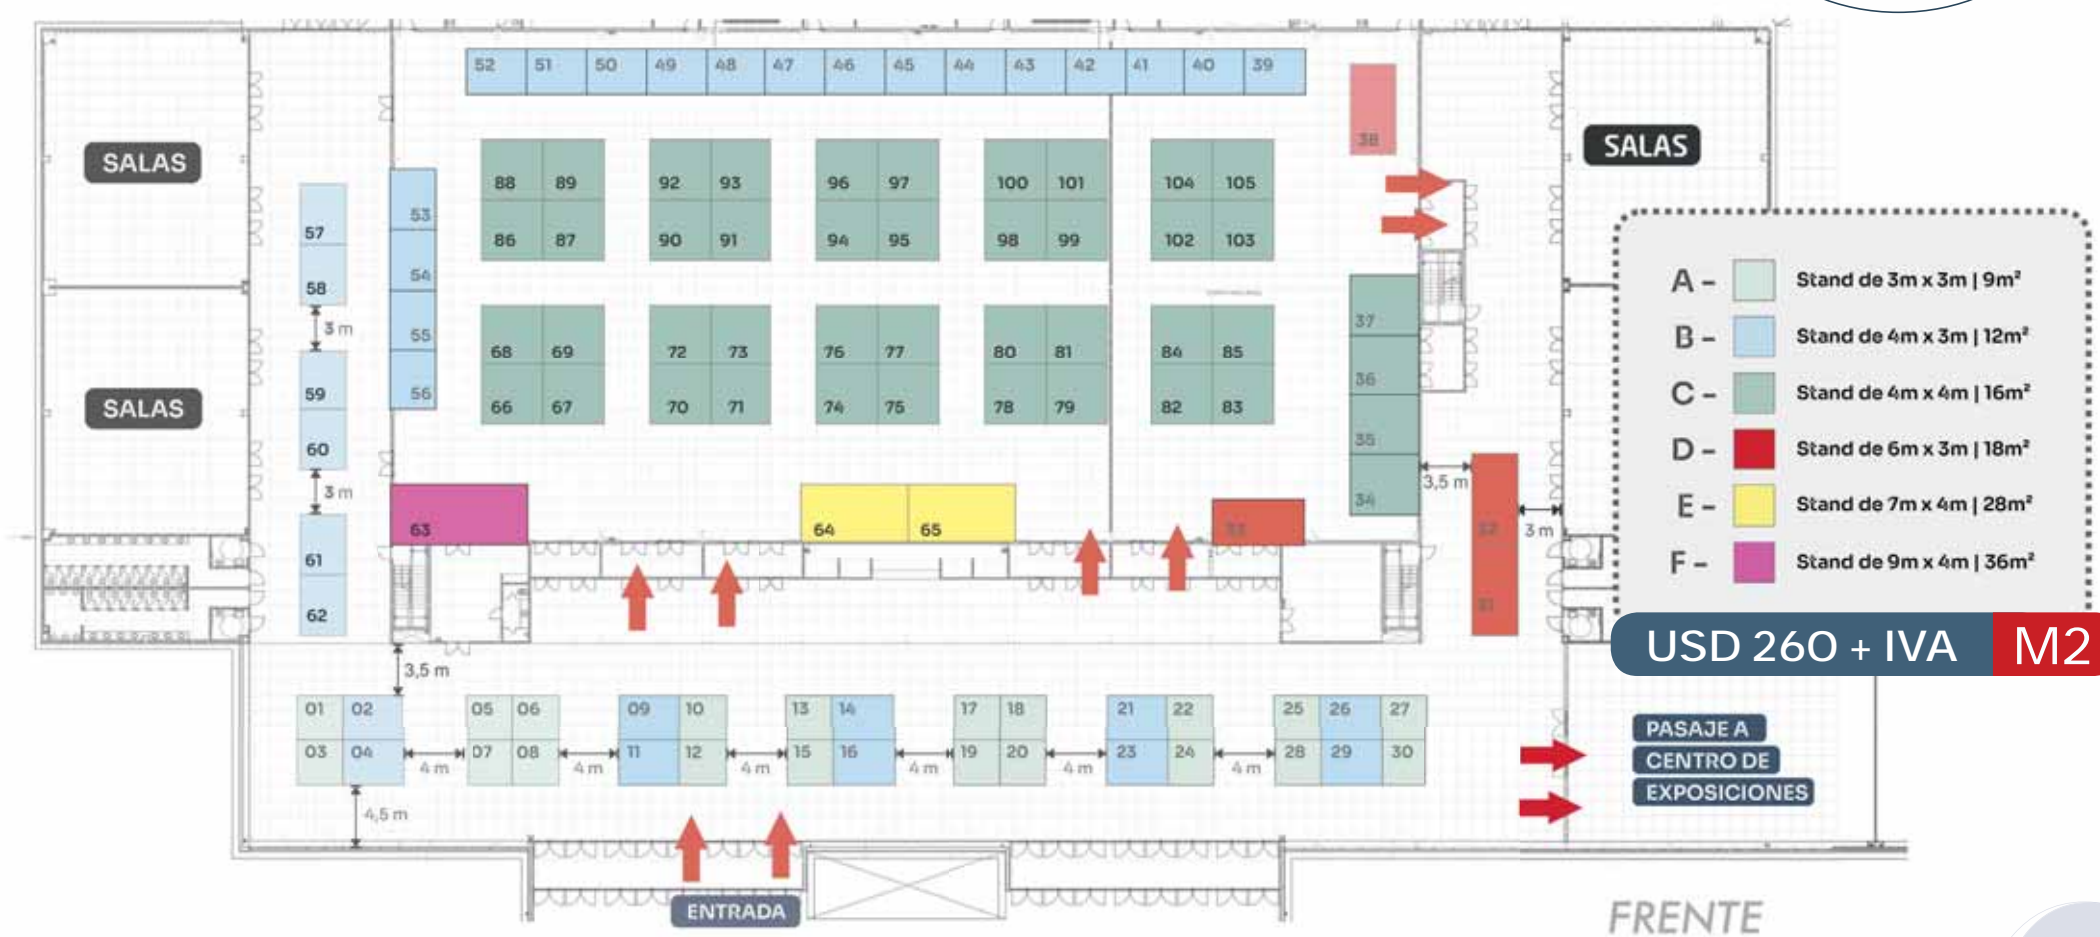 52 51 50 49 48 47 46 45 44 43 42 41 40 39
38
SALAS
SALAS
88 89 92 93 96 97 100 101 104 105
53
57
86 87 90 91 94 95 98 99 102 103
54
58
3 m
55
37
68 69 72 73 76 77 80 81 84 85
36
56
59
SALAS
66 67 70 71 74 75 78 79 82 83
35
60
3,5 m
3 m
34
63
64 65
33
32
3 m
61
31
62
A - Stand de 3m x 3m | 9m²
B - Stand de 4m x 3m | 12m²
C - Stand de 4m x 4m | 16m²
D - Stand de 6m x 3m | 18m²
E - Stand de 7m x 4m | 28m²
F - Stand de 9m x 4m | 36m²
USD 260 + IVA M2
3,5 m
01 02 05 06 09 10 13 14 17 18 21 22 25 26 27
03 04 07 08 11 12 15 16 19 20 23 24 28 29 30
4 m 4 m 4 m 4 m 4 m 4 m
4,5 m
PASAJE A
CENTRO DE
EXPOSICIONES
ENTRADA
FRENTE